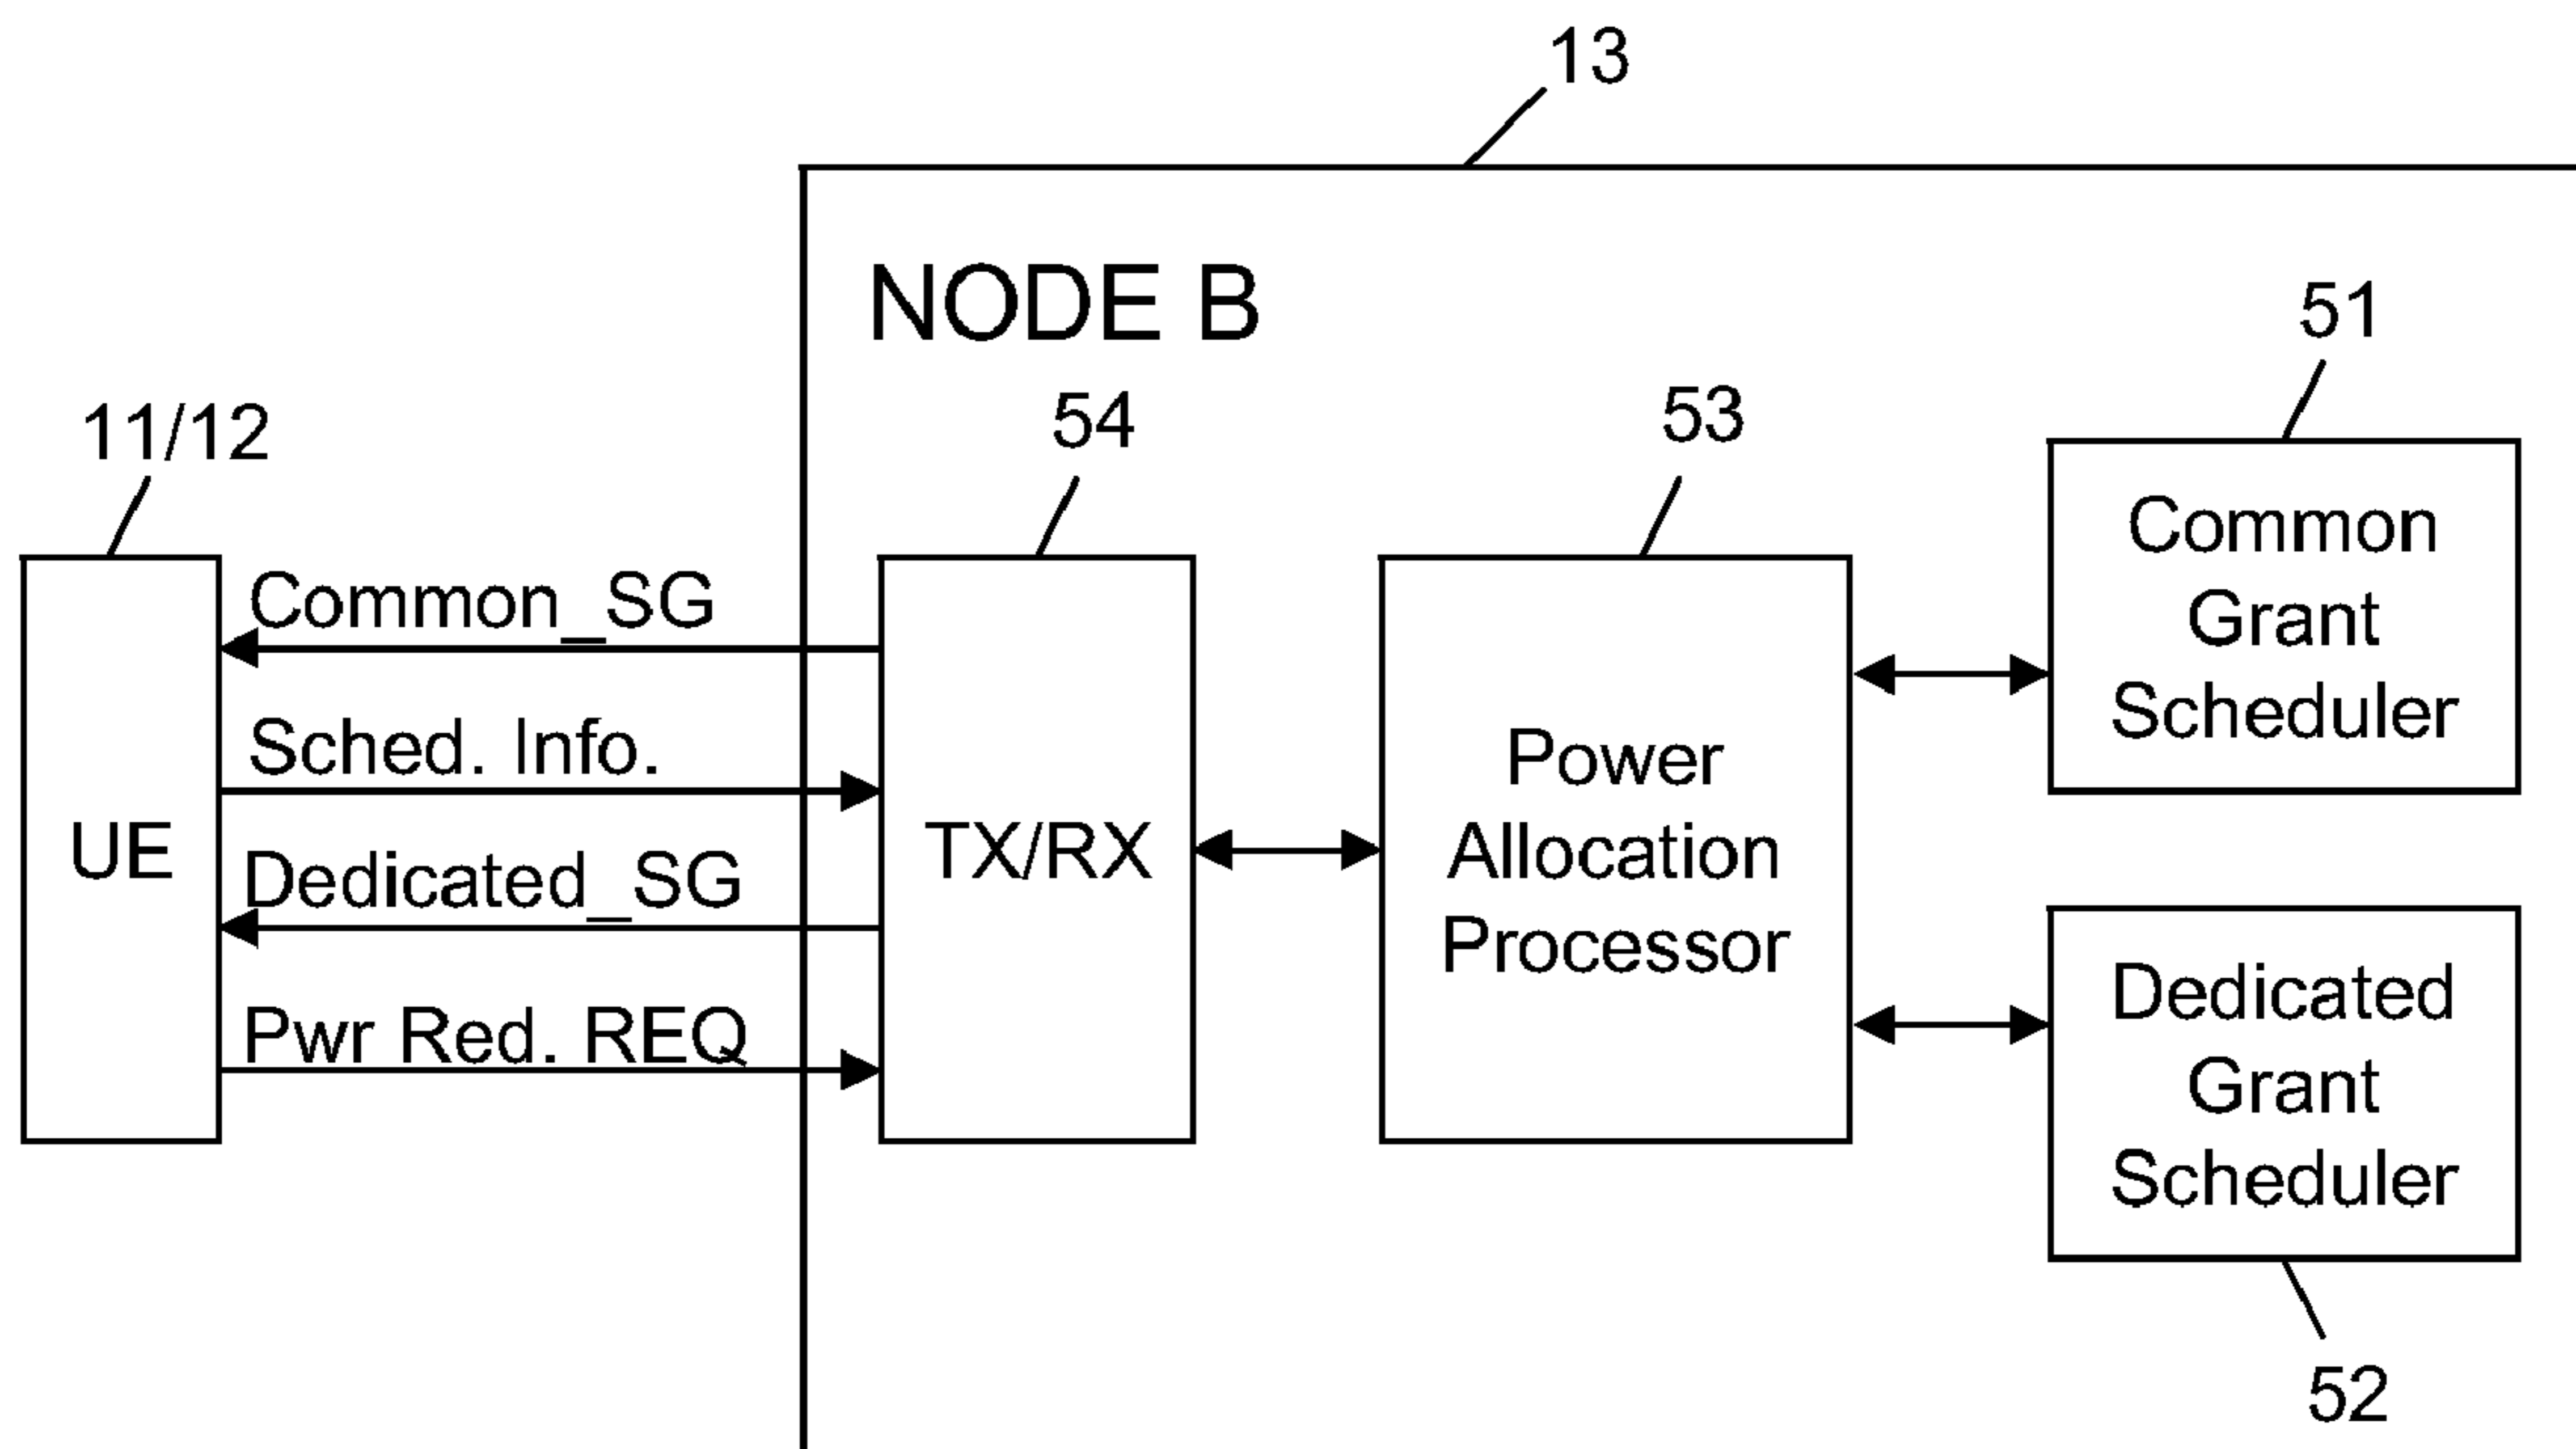 13
NODE B
51
11/12
54
53
Common_SG
Sched. Info.
Dedicated_SG
Pwr Red. REQ
UE
TX/RX
Power
Allocation
Processor
Common
Grant
Scheduler
Dedicated
Grant
Scheduler
52